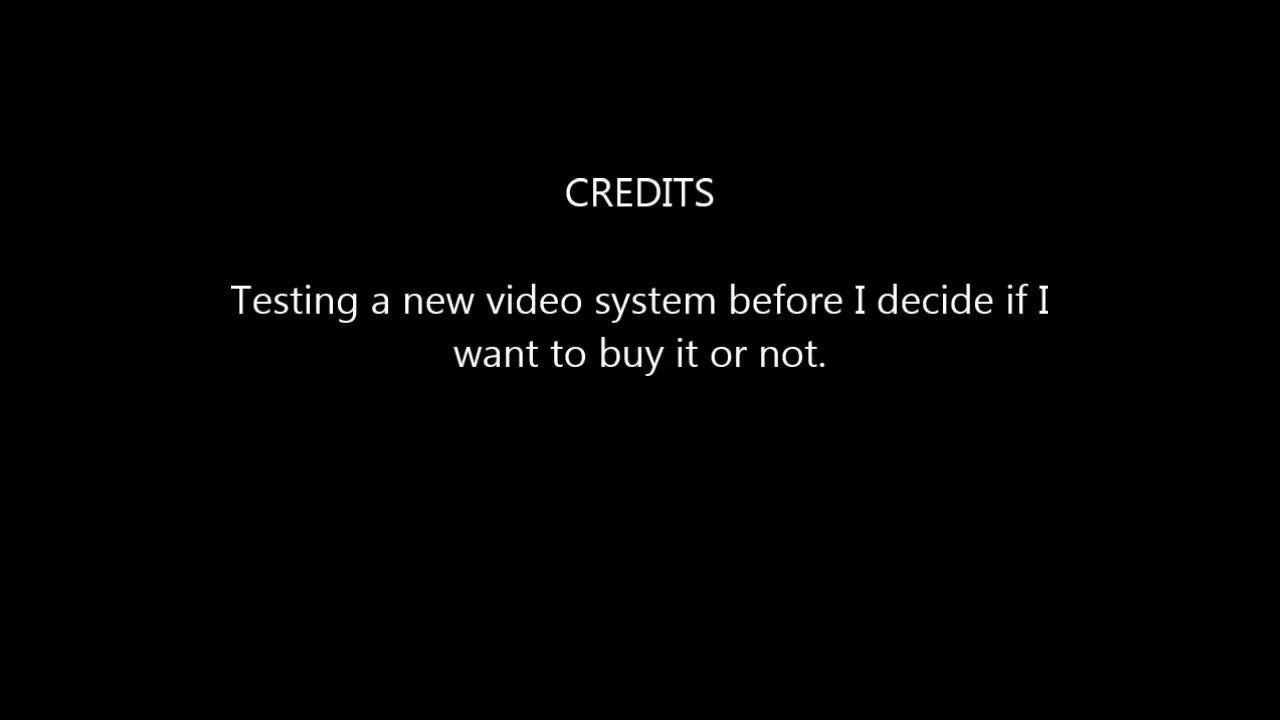 CREDITS
Testing a new video system before I decide if I
want to buy it or not.